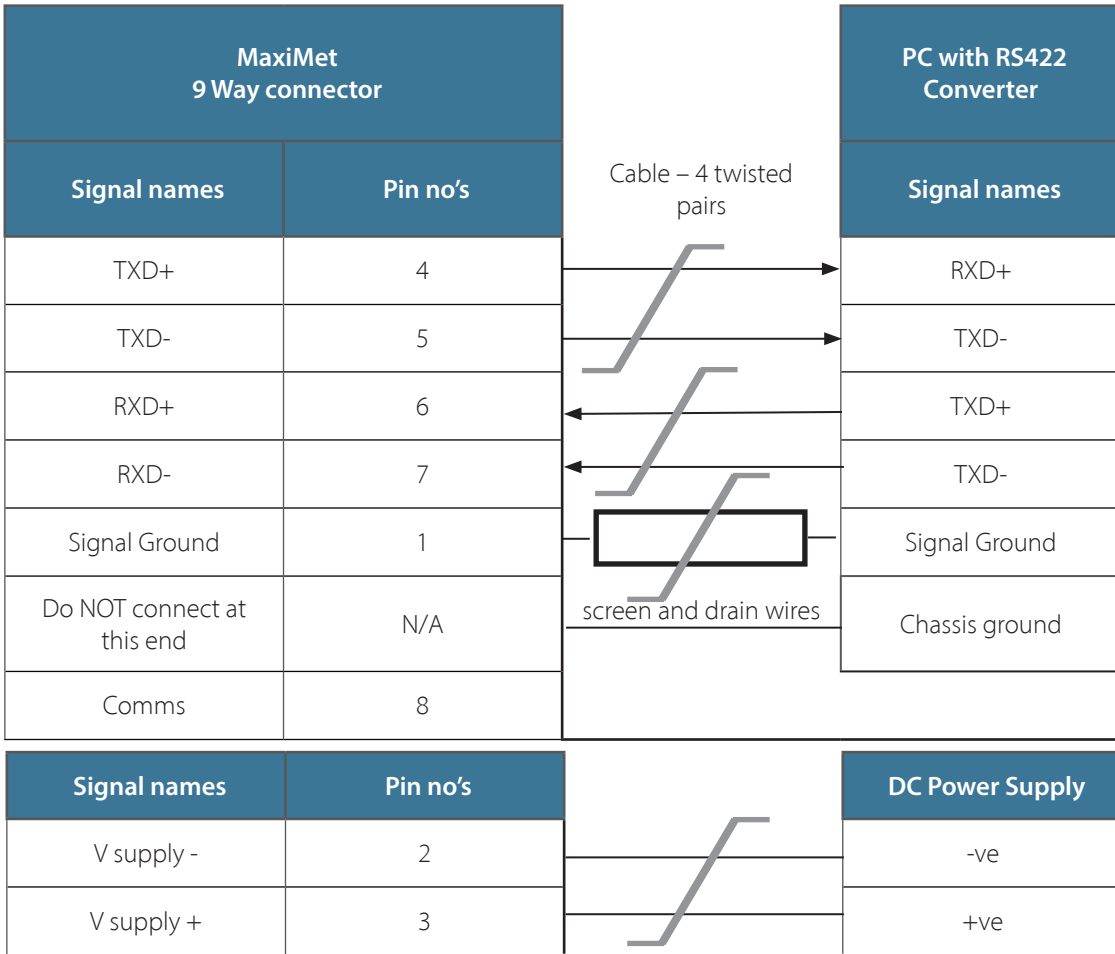 MaxiMet
9 Way connector
PC with RS422
Converter
Signal names Pin no's
Cable – 4 twisted
pairs
Signal names
TXD+ 4 RXD+
TXD- 5 TXD-
RXD+ 6 TXD+
RXD- 7 TXD-
Signal Ground 1 Signal Ground
Do NOT connect at
this end
N/A screen and drain wires Chassis ground
Comms 8
Signal names Pin no's DC Power Supply
V supply - 2 -ve
V supply + 3 +ve